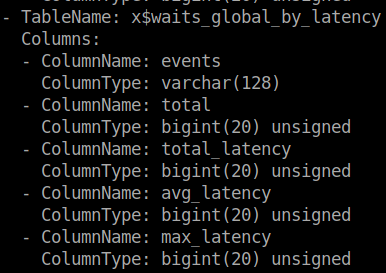 ColumnType: bigint(20) unsigned
- TableName: x$waits_global_by_latency
Columns:
- ColumnName: events
ColumnType: varchar(128)
- ColumnName: total
ColumnType: bigint(20) unsigned
- ColumnName: total_latency
ColumnType: bigint(20) unsigned
- ColumnName: avg_latency
ColumnType: bigint(20) unsigned
- ColumnName: max_latency
ColumnType: bigint(20) unsigned